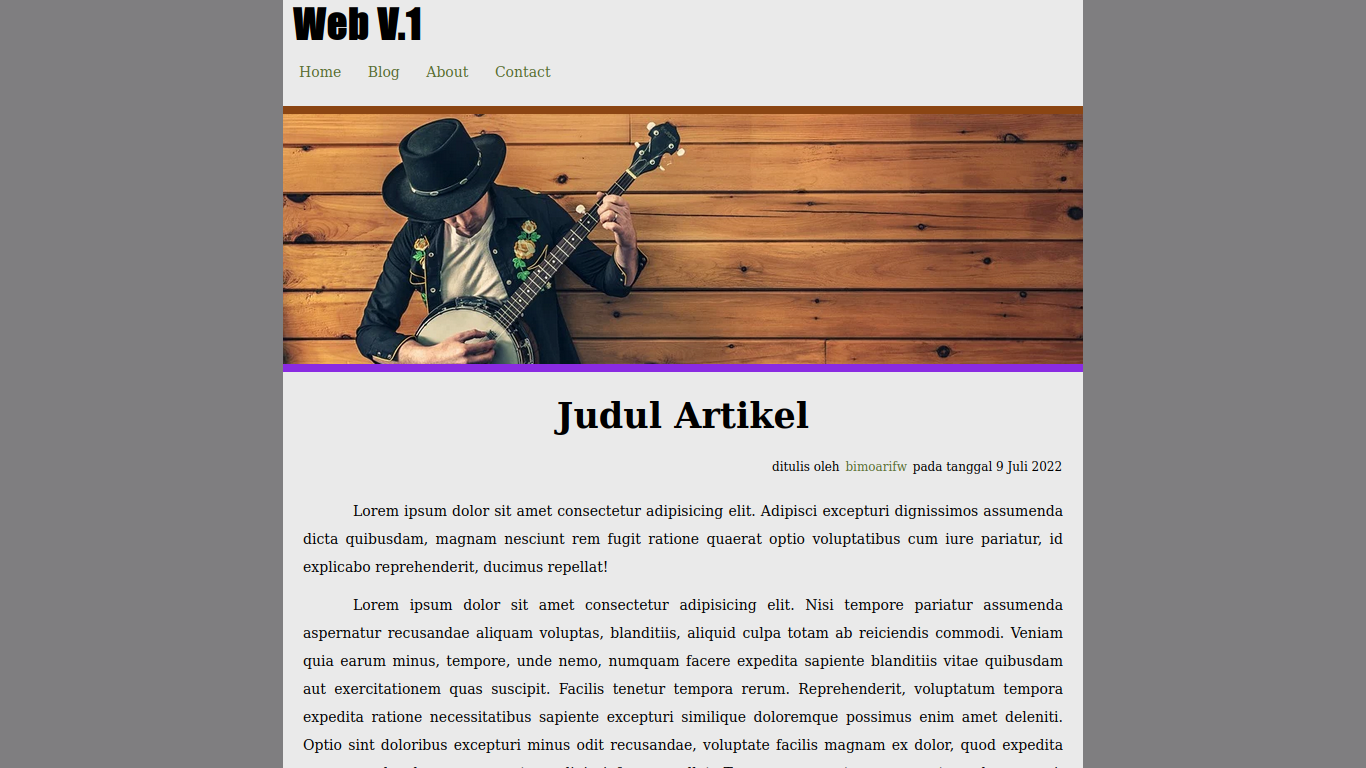 Web V.1
Home Blog About Contact
Judul Artikel
ditulis oleh bimoarifw pada tanggal 9 Juli 2022
Lorem ipsum dolor sit amet consectetur adipisicing elit. Adipisci excepturi dignissimos assumenda
dicta quibusdam, magnam nesciunt rem fugit ratione quaerat optio voluptatibus cum iure pariatur, id
explicabo reprehenderit, ducimus repellat!
Lorem ipsum dolor sit amet consectetur adipisicing elit. Nisi tempore pariatur assumenda
aspernatur recusandae aliquam voluptas, blanditiis, aliquid culpa totam ab reiciendis commodi. Veniam
quia earum minus, tempore, unde nemo, numquam facere expedita sapiente blanditiis vitae quibusdam
aut exercitationem quas suscipit. Facilis tenetur tempora rerum. Reprehenderit, voluptatum tempora
expedita ratione necessitatibus sapiente excepturi similique doloremque possimus enim amet deleniti.
Optio sint doloribus excepturi minus odit recusandae, voluptate facilis magnam ex dolor, quod expedita